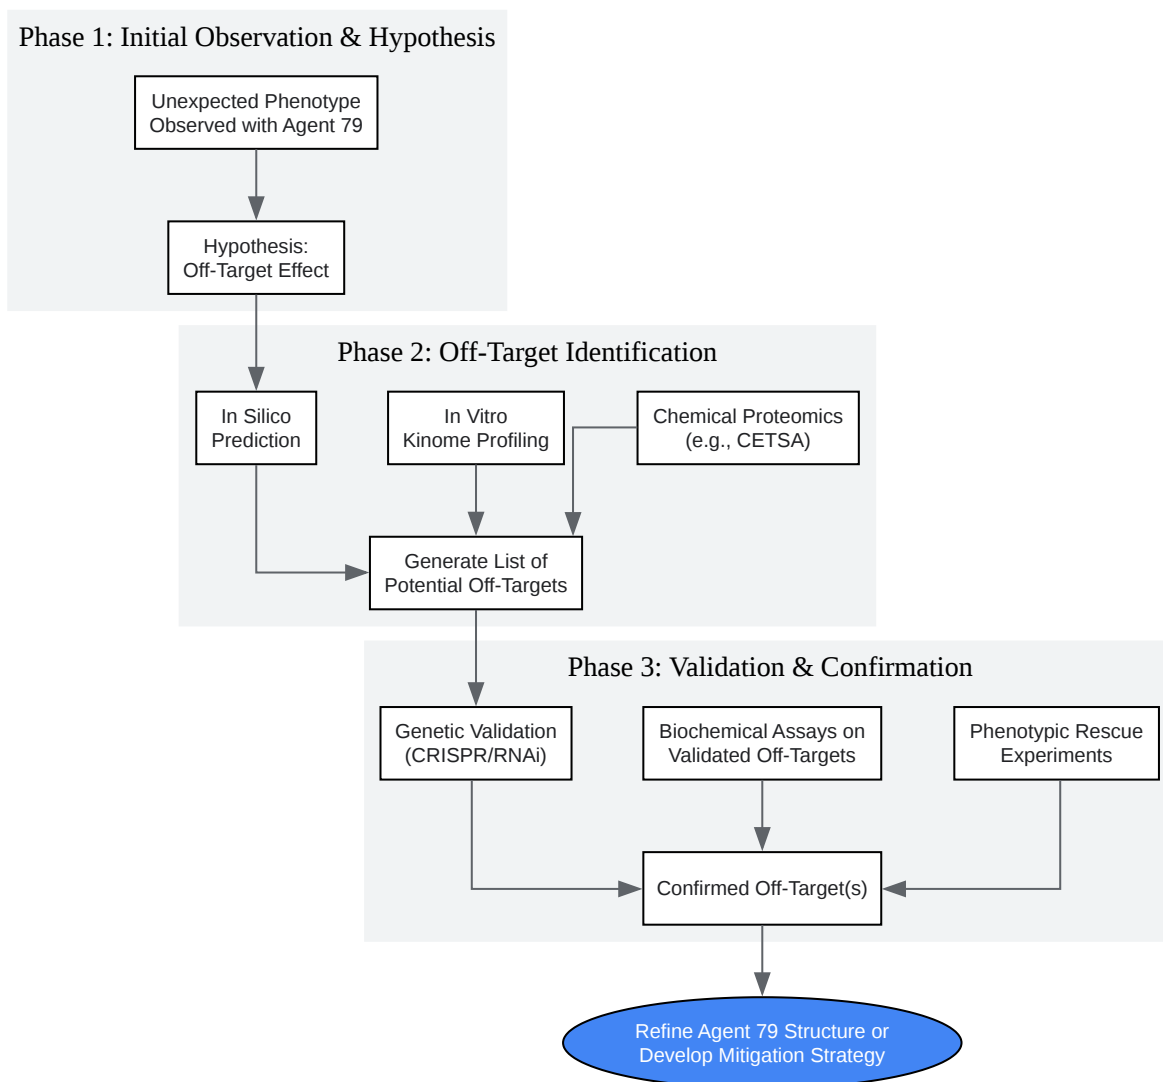 Phase 1: Initial Observation & Hypothesis
Unexpected Phenotype
Observed with Agent 79
Hypothesis:
Off-Target Effect
Phase 2: Off-Target Identification
In Silico
Prediction
In Vitro
Kinome Profiling
Chemical Proteomics
(e.g., CETSA)
Generate List of
Potential Off-Targets
Phase 3: Validation & Confirmation
Genetic Validation
(CRISPR/RNAi)
Biochemical Assays on
Validated Off-Targets
Phenotypic Rescue
Experiments
Confirmed Off-Target(s)
Refine Agent 79 Structure or
Develop Mitigation Strategy